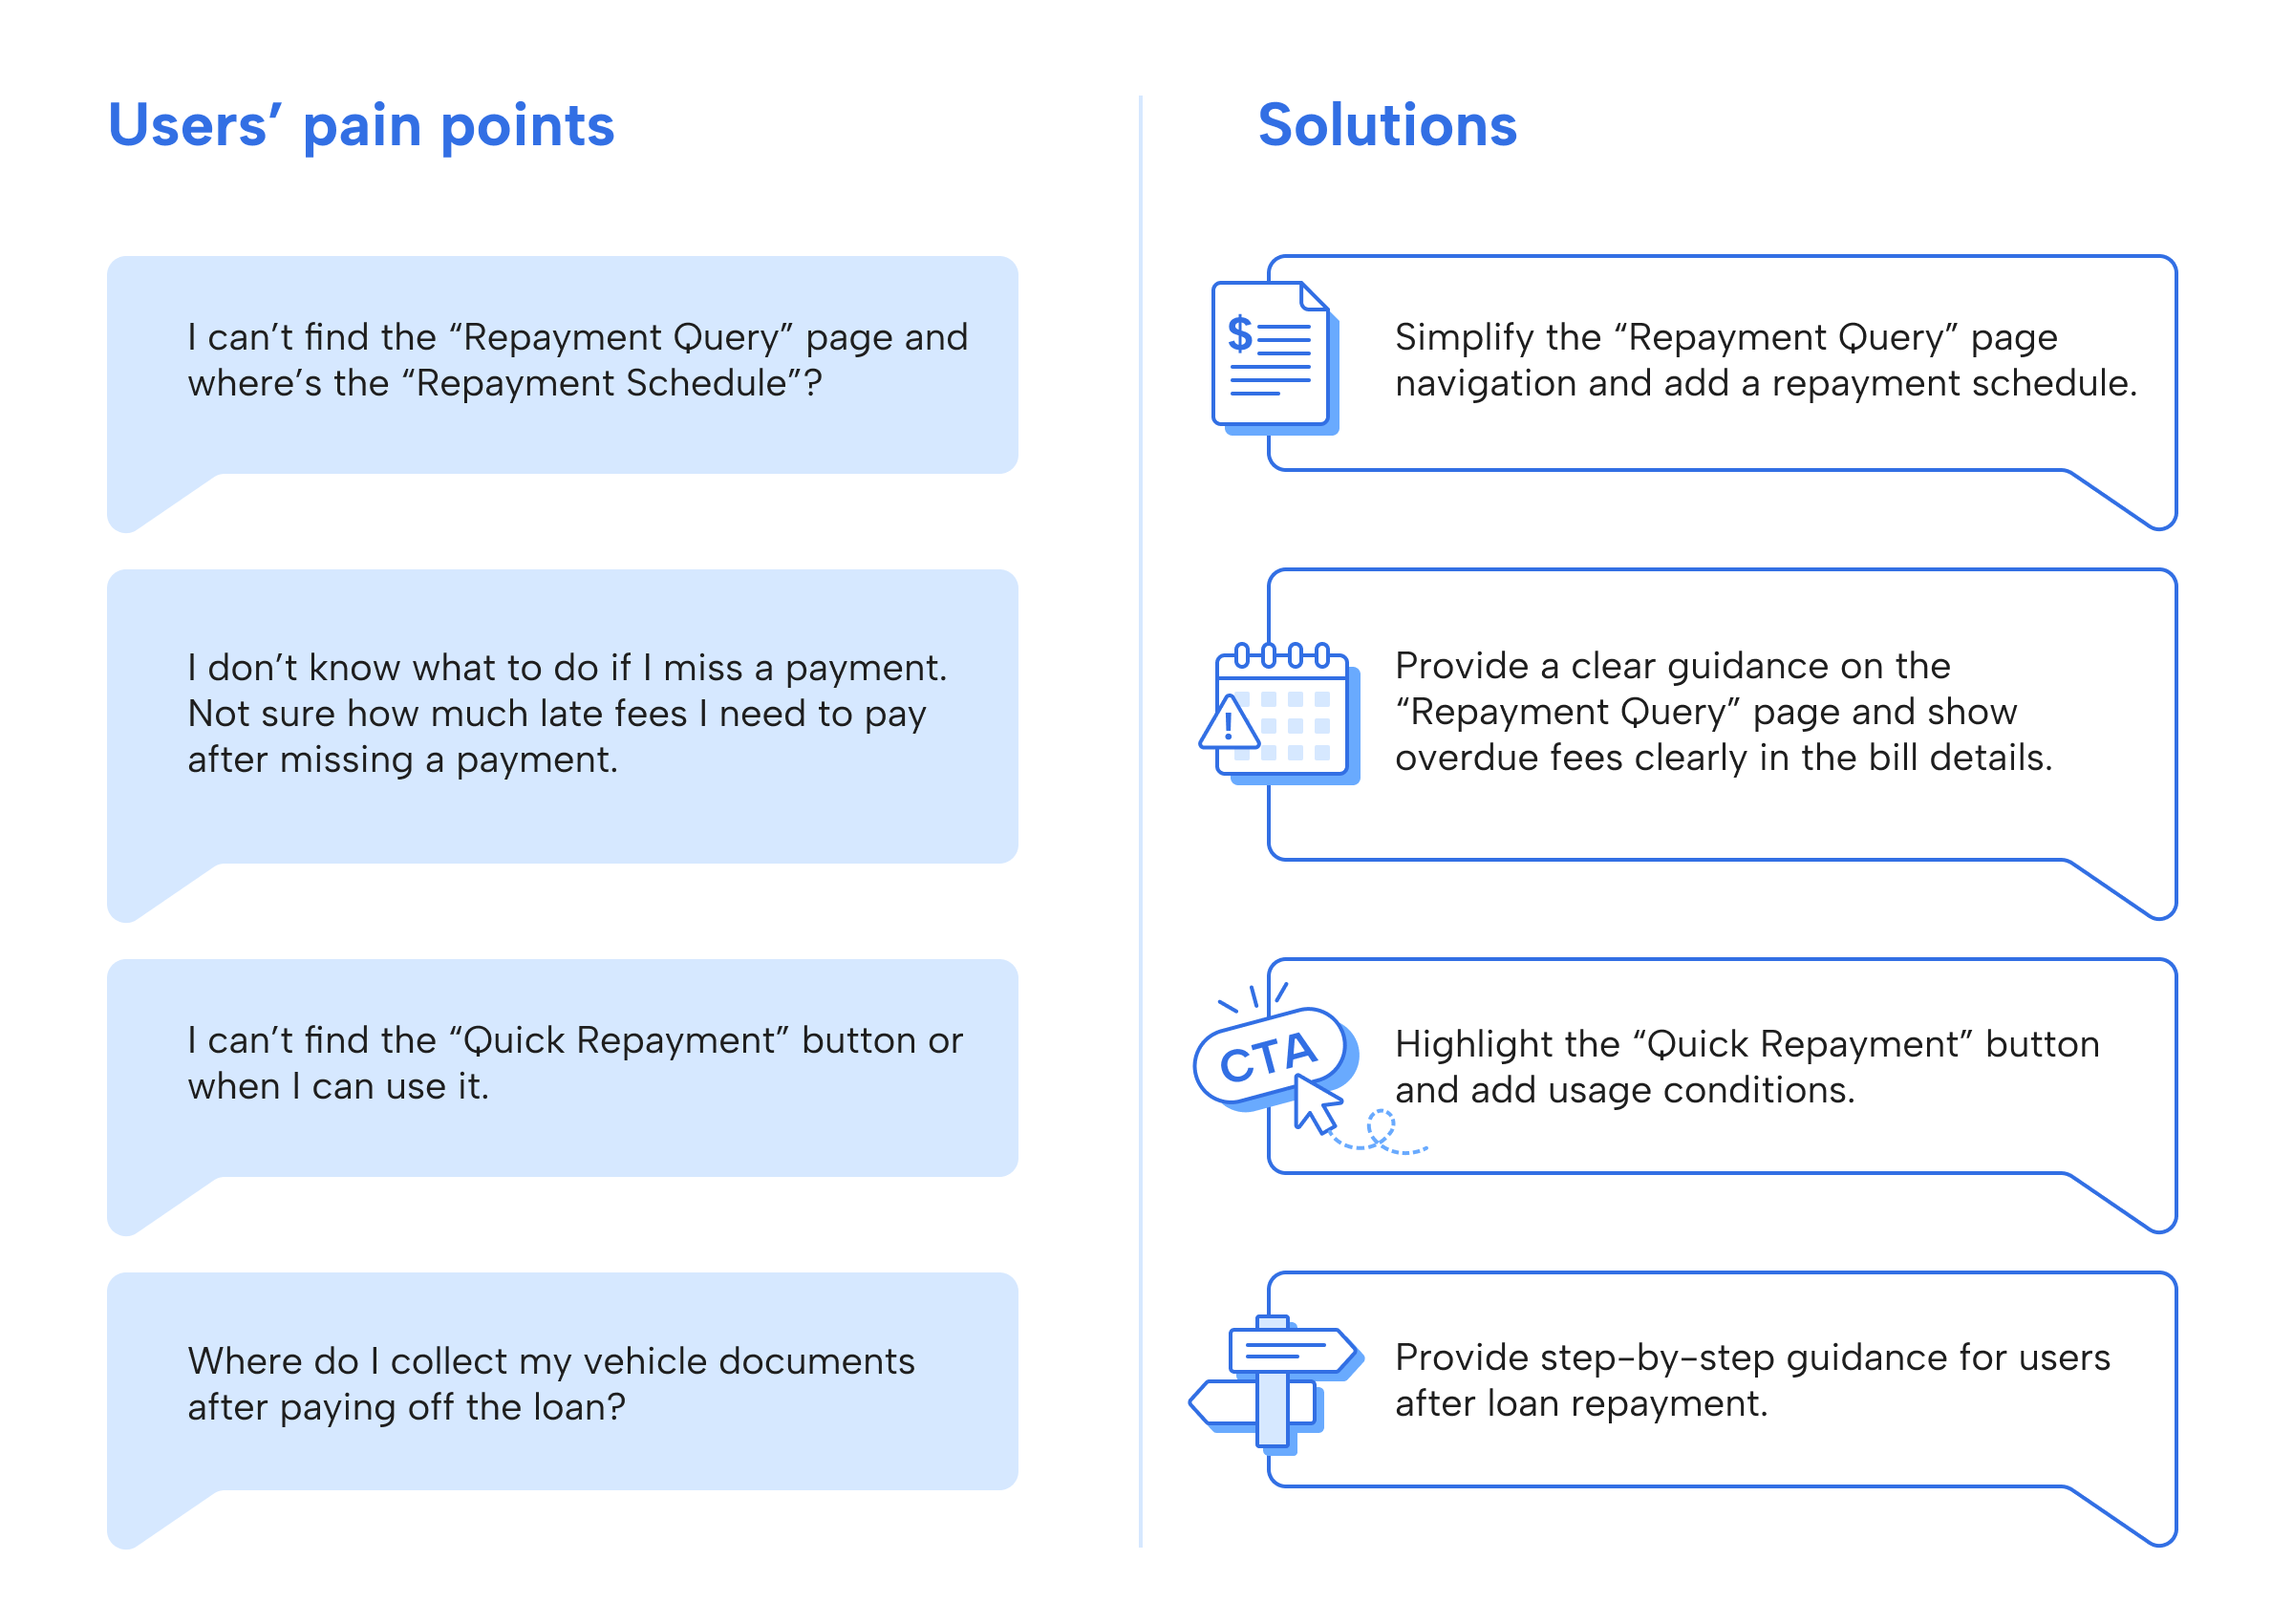 Users’ pain points
I can’t find the “Repayment Query” page and
where’s the “Repayment Schedule”?
I don’t know what to do if I miss a payment.
Not sure how much late fees I need to pay
after missing a payment.
I can’t find the “Quick Repayment” button or
when I can use it.
Where do I collect my vehicle documents
after paying off the loan?
Solutions
$
Simplify the “Repayment Query” page
navigation and add a repayment schedule.
!
Provide a clear guidance on the
“Repayment Query” page and show
overdue fees clearly in the bill details.
CTA
Highlight the “Quick Repayment” button
and add usage conditions.
Provide step-by-step guidance for users
after loan repayment.